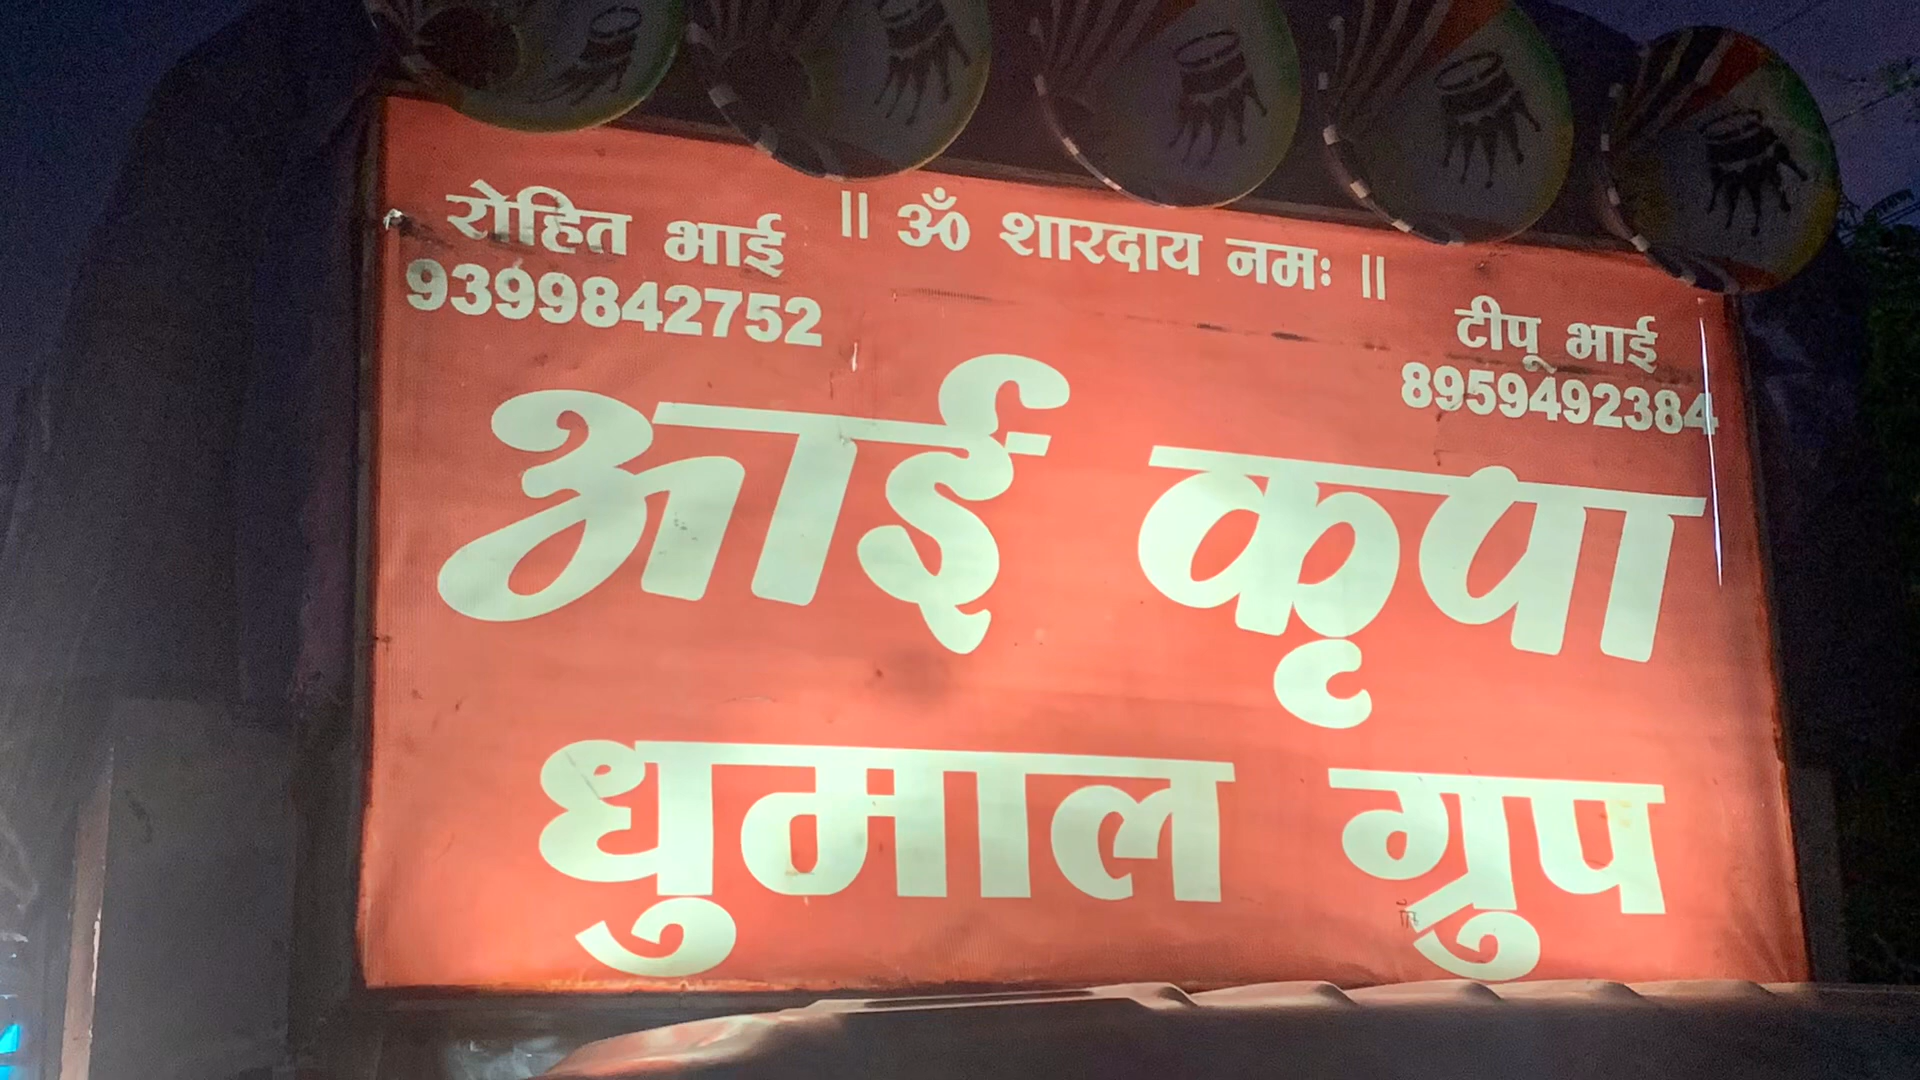 ॥ ॐ शारदाय नमः ॥
रोहित भाई
9399842752
टीपू भाई
8959492384
आई कृपा
धुमाल ग्रुप